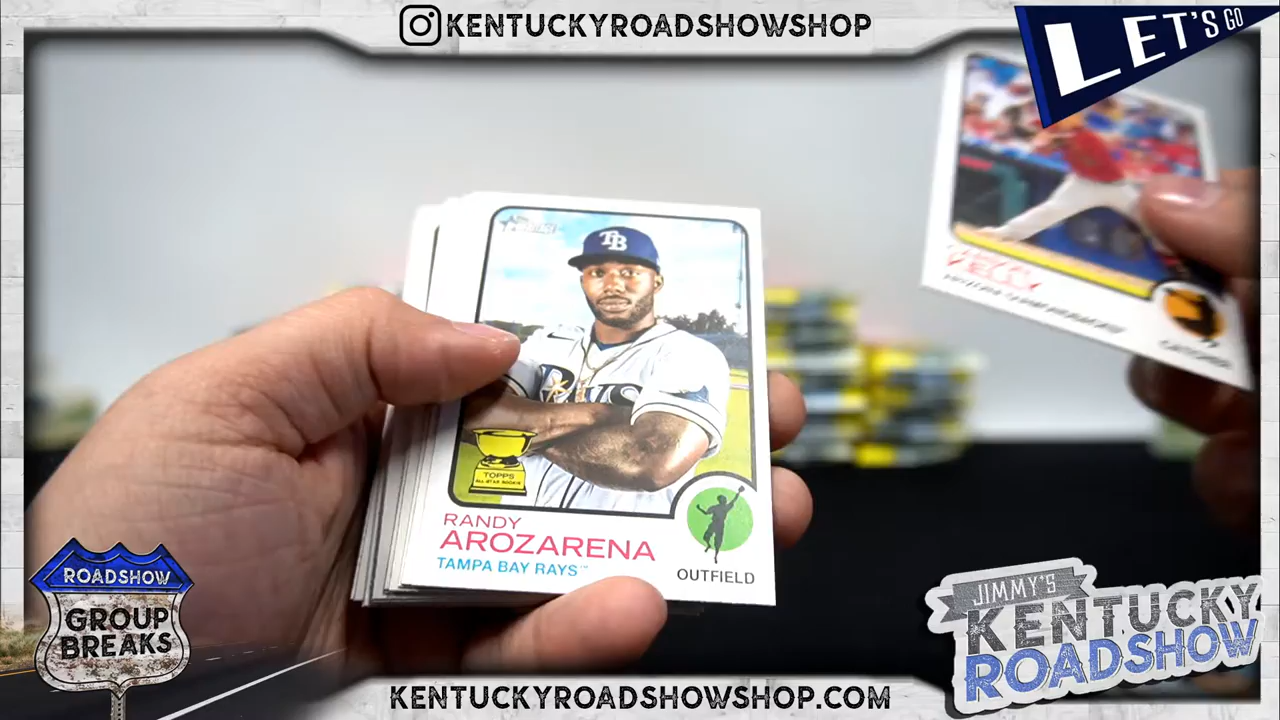 KENTUCKYROADSHOWSHOP
LET'S GO
TB
TOPPS
ALL-STAR ROOKIE
RANDY
AROZARENA
TAMPA BAY RAYS™
OUTFIELD
ROADSHOW
GROUP
BREAKS
JIMMY'S
KENTUCKY
ROADSHOW
KENTUCKYROADSHOWSHOP.COM